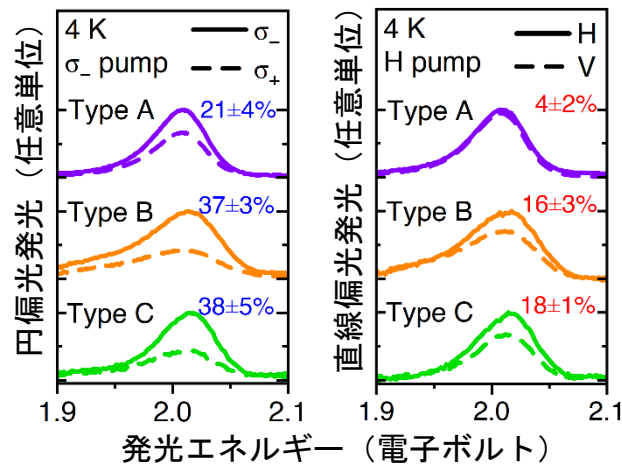 円偏光発光（任意単位）
4 K
σ₋
σ₋ pump
σ₊
Type A
21±4%
Type B
37±3%
Type C
38±5%
1.9
2.0
2.1
直線偏光発光（任意単位）
4 K
H
H pump
V
Type A
4±2%
Type B
16±3%
Type C
18±1%
1.9
2.0
2.1
発光エネルギー（電子ボルト）